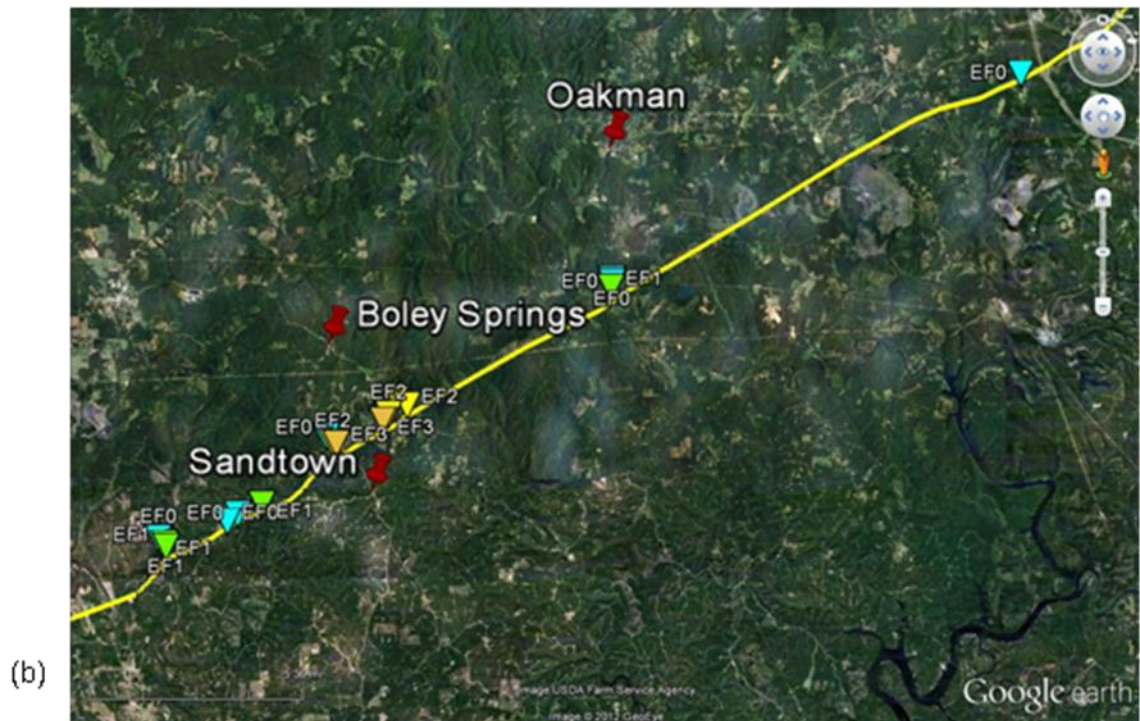 Oakman
EF0
EF0 EF1
EF0
Boley Springs
EF2 EF2
EF0 EF2 EF3 EF3
Sandtown
EF0 EF0 EF0 EF1
EF1 EF1
EF1
(b)
Image USDA Farm Service Agency
Image © 2012 GeoEye
Google earth